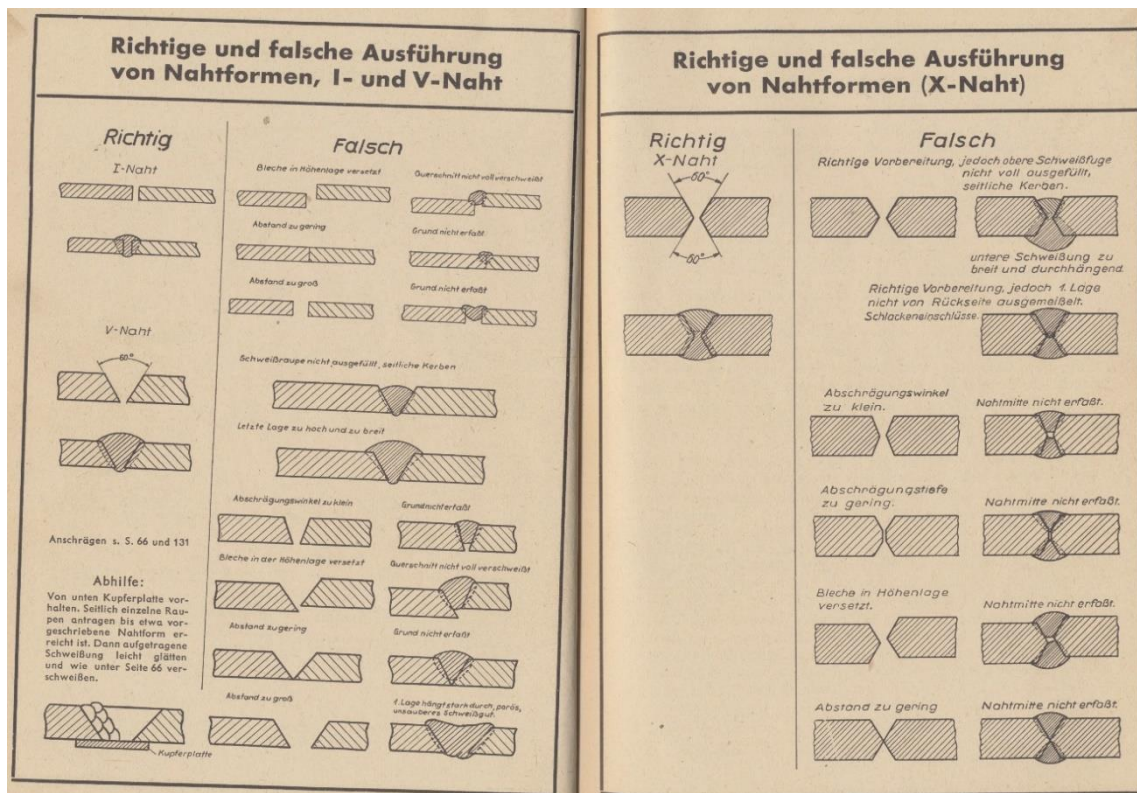 Richtige und falsche Ausführung
von Nahtformen, I- und V-Naht
Richtig
I-Naht
V-Naht
60°
Anschrägen s. S. 66 und 131
Abhilfe:
Von unten Kupferplatte vor-
halten. Seitlich einzelne Rau-
pen antragen bis etwa vor-
geschriebene Nahtform er-
reicht ist. Dann aufgetragene
Schweißung leicht glätten
und wie unter Seite 66 ver-
schweißen.
Kupferplatte
Falsch
Bleche in Höhenlage versetzt
Querschnitt nicht voll verschweißt
Abstand zu gering
Grund nicht erfaßt
Abstand zu groß
Grund nicht erfaßt
Schweißraupe nicht ausgefüllt, seitliche Kerben
Letzte Lage zu hoch und zu breit
Abschrägungswinkel zu klein
Grund nicht erfaßt
Bleche in der Höhenlage versetzt
Querschnitt nicht voll verschweißt
Abstand zu gering
Grund nicht erfaßt
Abstand zu groß
1. Lage hängt stark durch, porös,
unsauberes Schweißgut.
Richtige und falsche Ausführung
von Nahtformen (X-Naht)
Richtig
X-Naht
60°
60°
Falsch
Richtige Vorbereitung, jedoch obere Schweißfuge
nicht voll ausgefüllt,
seitliche Kerben.
untere Schweißung zu
breit und durchhängend.
Richtige Vorbereitung, jedoch 1. Lage
nicht von Rückseite ausgemeißelt.
Schlackeneinschlüsse.
Abschrägungswinkel
zu klein.
Nahtmitte nicht erfaßt.
Abschrägungstiefe
zu gering.
Nahtmitte nicht erfaßt.
Bleche in Höhenlage
versetzt.
Nahtmitte nicht erfaßt.
Abstand zu gering
Nahtmitte nicht erfaßt.